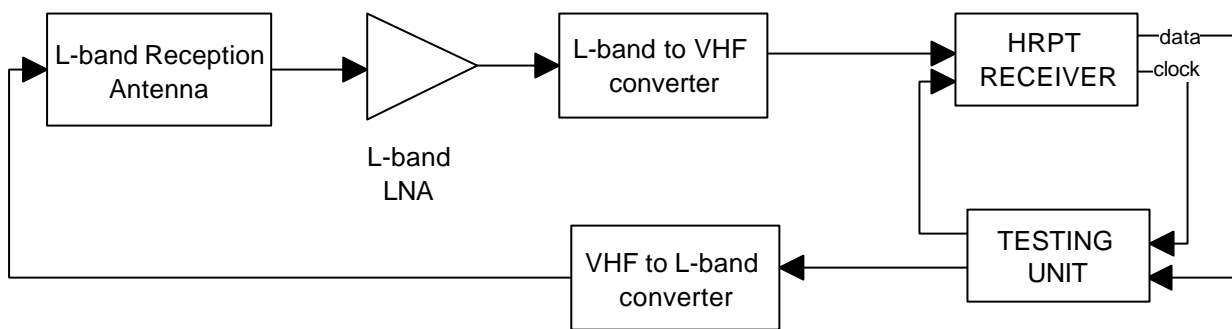 L-band Reception
Antenna
L-band
LNA
L-band to VHF
converter
HRPT
RECEIVER
data
clock
TESTING
UNIT
VHF to L-band
converter